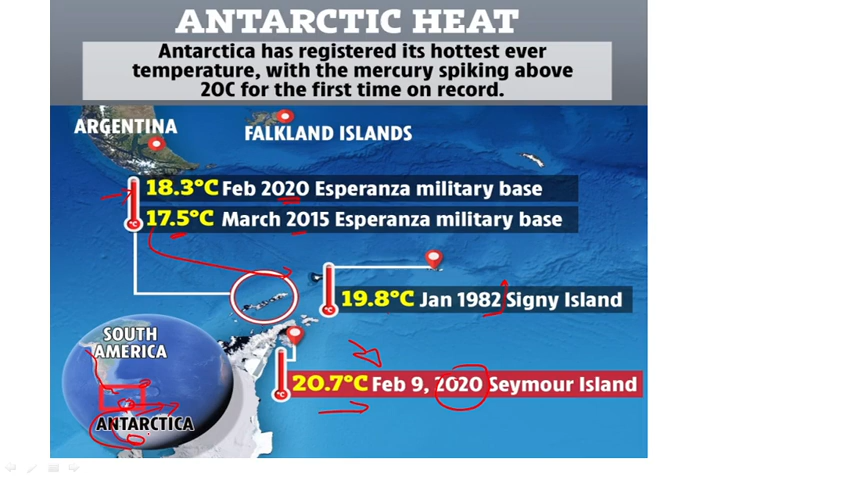 ANTARCTIC HEAT
Antarctica has registered its hottest ever
temperature, with the mercury spiking above
20C for the first time on record.
ARGENTINA
FALKLAND ISLANDS
18.3°C Feb 2020 Esperanza military base
17.5°C March 2015 Esperanza military base
°C
19.8°C Jan 1982 Signy Island
°C
SOUTH
AMERICA
20.7°C Feb 9, 2020 Seymour Island
°C
ANTARCTICA